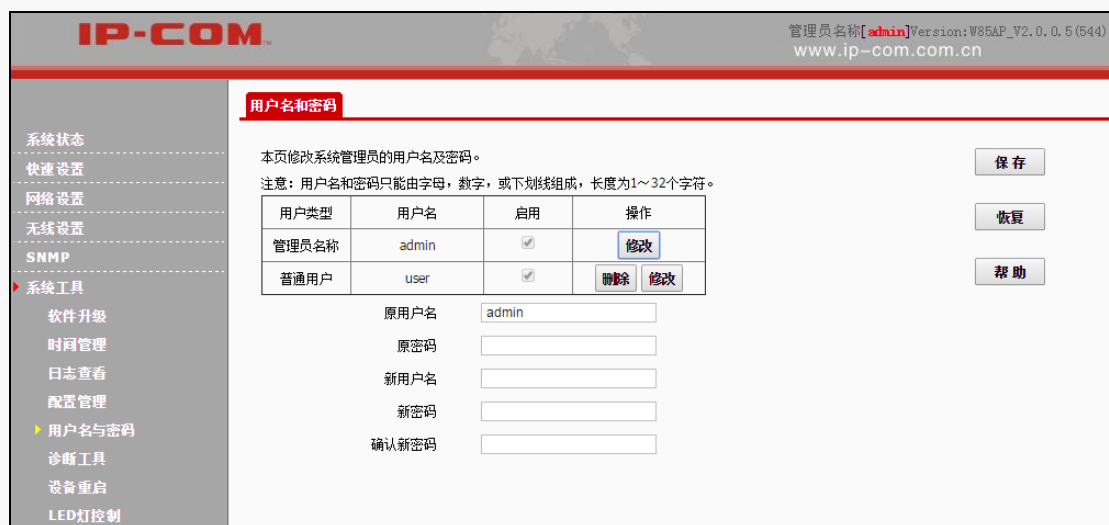 IP-COM
管理员名称[admin]Version:W85AP_V2.0.0.5(544)
www.ip-com.com.cn
用户名和密码
系统状态
快速设置
网络设置
无线设置
SNMP
系统工具
软件升级
时间管理
日志查看
配置管理
用户名与密码
诊断工具
设备重启
LED灯控制
本页修改系统管理员的用户名及密码。
注意：用户名和密码只能由字母，数字，或下划线组成，长度为1～32个字符。
用户类型 用户名 启用 操作
管理员名称 admin 修改
普通用户 user 删除 修改
原用户名 admin
原密码
新用户名
新密码
确认新密码
保存
恢复
帮助